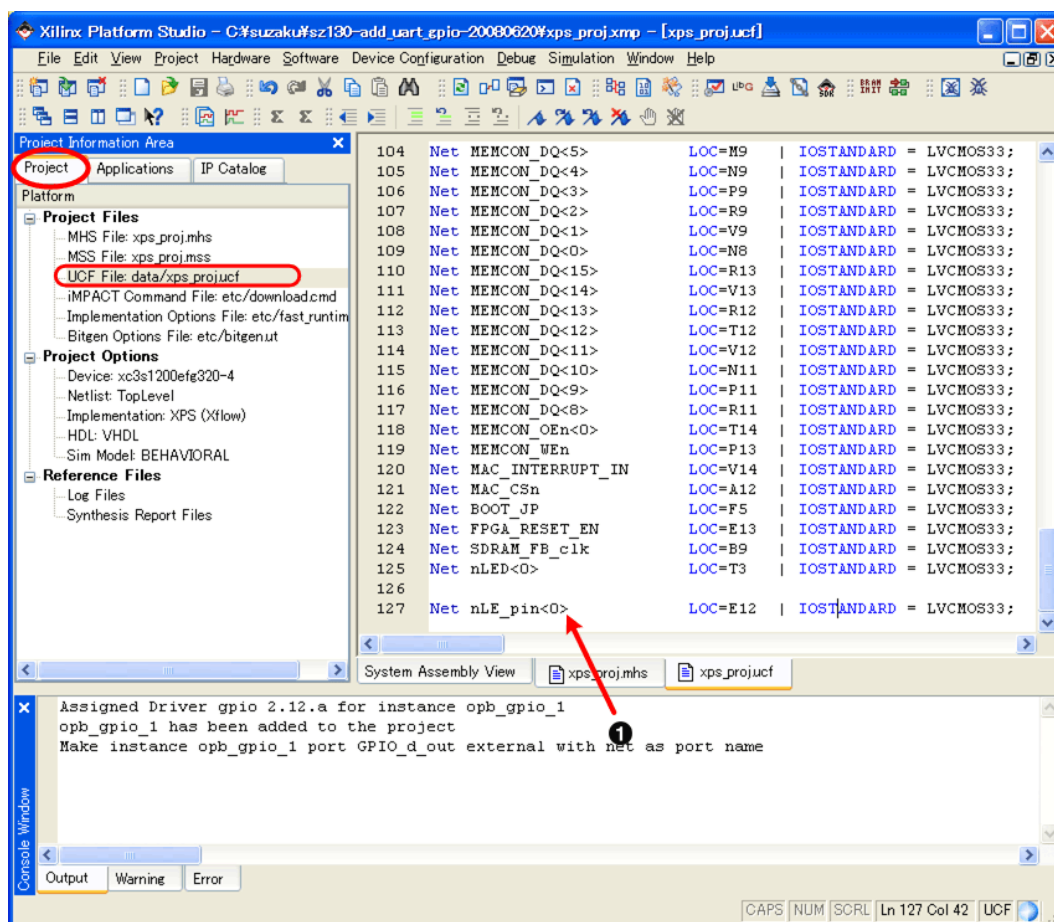 Xilinx Platform Studio - C:¥suzaku¥sz130-add_uart_gpio-20080620¥xps_proj.xmp - [xps_proj.ucf]
File Edit View Project Hardware Software Device Configuration Debug Simulation Window Help
Project Information Area
Project Applications IP Catalog
Platform
Project Files
MHS File: xps_proj.mhs
MSS File: xps_proj.mss
UCF File: data/xps_proj.ucf
iMPACT Command File: etc/download.cmd
Implementation Options File: etc/fast_runtim
Bitgen Options File: etc/bitgen.ut
Project Options
Device: xc3s1200efg320-4
Netlist: TopLevel
Implementation: XPS (Xflow)
HDL: VHDL
Sim Model: BEHAVIORAL
Reference Files
Log Files
Synthesis Report Files
104 Net MEMCON_DQ<5> LOC=M9 | IOSTANDARD = LVCMOS33;
105 Net MEMCON_DQ<4> LOC=N9 | IOSTANDARD = LVCMOS33;
106 Net MEMCON_DQ<3> LOC=P9 | IOSTANDARD = LVCMOS33;
107 Net MEMCON_DQ<2> LOC=R9 | IOSTANDARD = LVCMOS33;
108 Net MEMCON_DQ<1> LOC=V9 | IOSTANDARD = LVCMOS33;
109 Net MEMCON_DQ<0> LOC=N8 | IOSTANDARD = LVCMOS33;
110 Net MEMCON_DQ<15> LOC=R13 | IOSTANDARD = LVCMOS33;
111 Net MEMCON_DQ<14> LOC=V13 | IOSTANDARD = LVCMOS33;
112 Net MEMCON_DQ<13> LOC=R12 | IOSTANDARD = LVCMOS33;
113 Net MEMCON_DQ<12> LOC=T12 | IOSTANDARD = LVCMOS33;
114 Net MEMCON_DQ<11> LOC=V12 | IOSTANDARD = LVCMOS33;
115 Net MEMCON_DQ<10> LOC=N11 | IOSTANDARD = LVCMOS33;
116 Net MEMCON_DQ<9> LOC=P11 | IOSTANDARD = LVCMOS33;
117 Net MEMCON_DQ<8> LOC=R11 | IOSTANDARD = LVCMOS33;
118 Net MEMCON_OEn<0> LOC=T14 | IOSTANDARD = LVCMOS33;
119 Net MEMCON_WEn LOC=P13 | IOSTANDARD = LVCMOS33;
120 Net MAC_INTERRUPT_IN LOC=V14 | IOSTANDARD = LVCMOS33;
121 Net MAC_CSn LOC=A12 | IOSTANDARD = LVCMOS33;
122 Net BOOT_JP LOC=F5 | IOSTANDARD = LVCMOS33;
123 Net FPGA_RESET_EN LOC=E13 | IOSTANDARD = LVCMOS33;
124 Net SDRAM_FB_clk LOC=B9 | IOSTANDARD = LVCMOS33;
125 Net nLED<0> LOC=T3 | IOSTANDARD = LVCMOS33;
126
127 Net nLE_pin<0> LOC=E12 | IOSTANDARD = LVCMOS33;
System Assembly View xps_proj.mhs xps_proj.ucf
❶
Assigned Driver gpio 2.12.a for instance opb_gpio_1
opb_gpio_1 has been added to the project
Make instance opb_gpio_1 port GPIO_d_out external with net as port name
Console Window
Output Warning Error
CAPS NUM SCRL Ln 127 Col 42 UCF